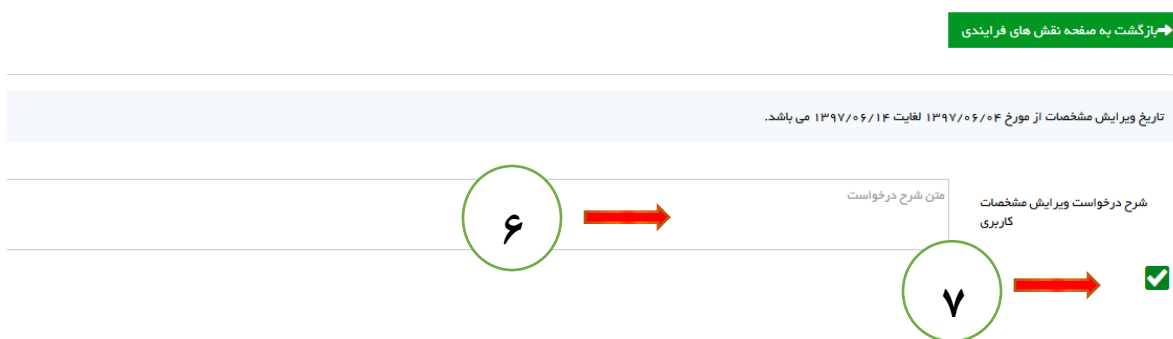 بازگشت به صفحه نقش های فرایندی
تاریخ ویرایش مشخصات از مورخ ۱۳۹۷/۰۶/۰۴ لغایت ۱۳۹۷/۰۶/۱۴ می باشد.
شرح درخواست ویرایش مشخصات
کاربری
متن شرح درخواست
۶
۷